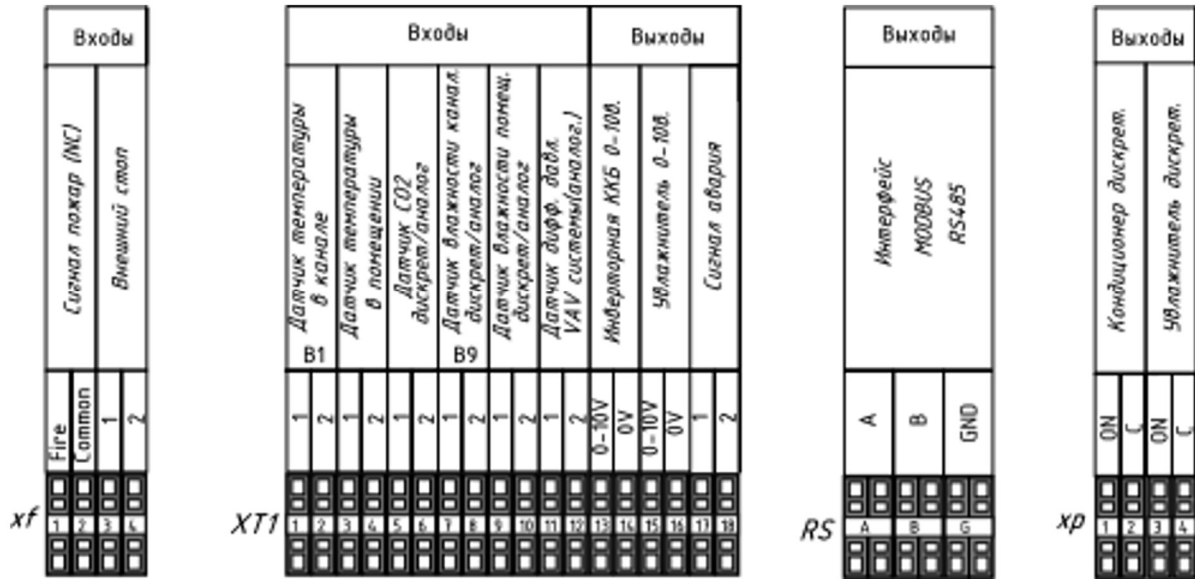 Входы
Сигнал пожар (NC)
Внешний стоп
Fire
Common
1
2
xf
1 2 3 4
Входы
Выходы
Датчик температуры
в канале
B1
Датчик температуры
в помещении
Датчик CO2
дискрет/аналог
Датчик влажности канал.
дискрет/аналог
B9
Датчик влажности помещ.
дискрет/аналог
Датчик дифф. давл.
VAV системы(аналог.)
Инверторная ККБ 0-10в.
Увлажнитель 0-10в.
Сигнал авария
1 2 1 2 1 2 1 2 1 2 1 2 0-10V 0V 0-10V 0V 1 2
XT1
1 2 3 4 5 6 7 8 9 10 11 12 13 14 15 16 17 18
Выходы
Интерфейс
MODBUS
RS485
A
B
GND
RS
A B G
Выходы
Кондиционер дискрет.
Увлажнитель дискрет.
ON
C
ON
C
xp
1 2 3 4